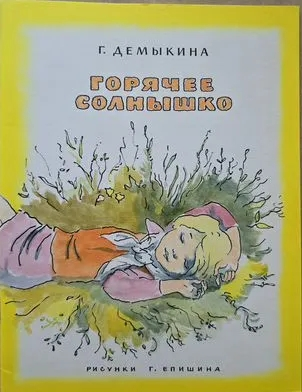 Г. ДЕМЫКИНА
ГОРЯЧЕЕ
СОЛНЫШКО
РИСУНКИ Г. ЕПИШИНА